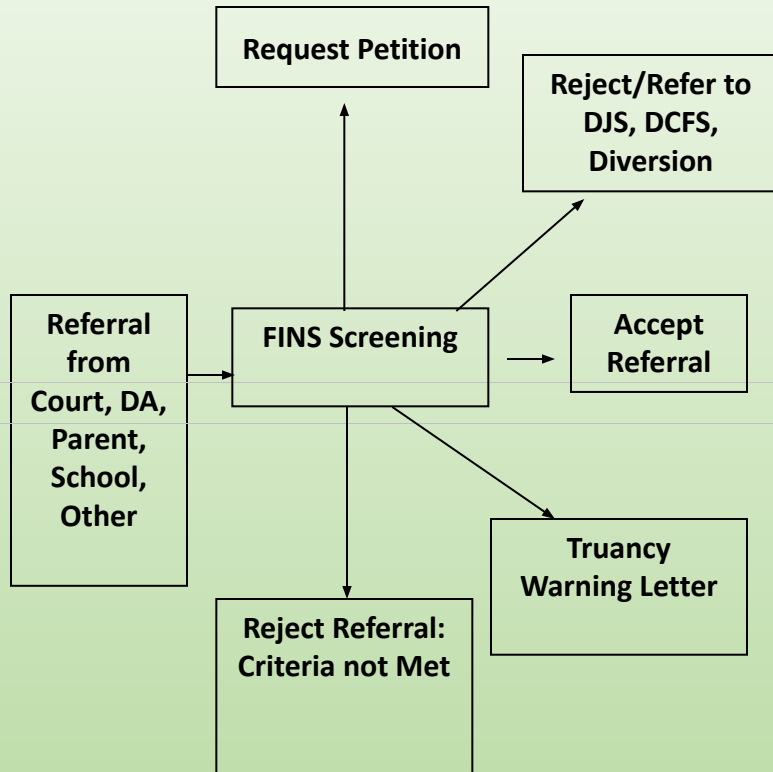 Request Petition
Reject/Refer to
DJS, DCFS,
Diversion
Referral
from
Court, DA,
Parent,
School,
Other
FINS Screening
Accept
Referral
Truancy
Warning Letter
Reject Referral:
Criteria not Met